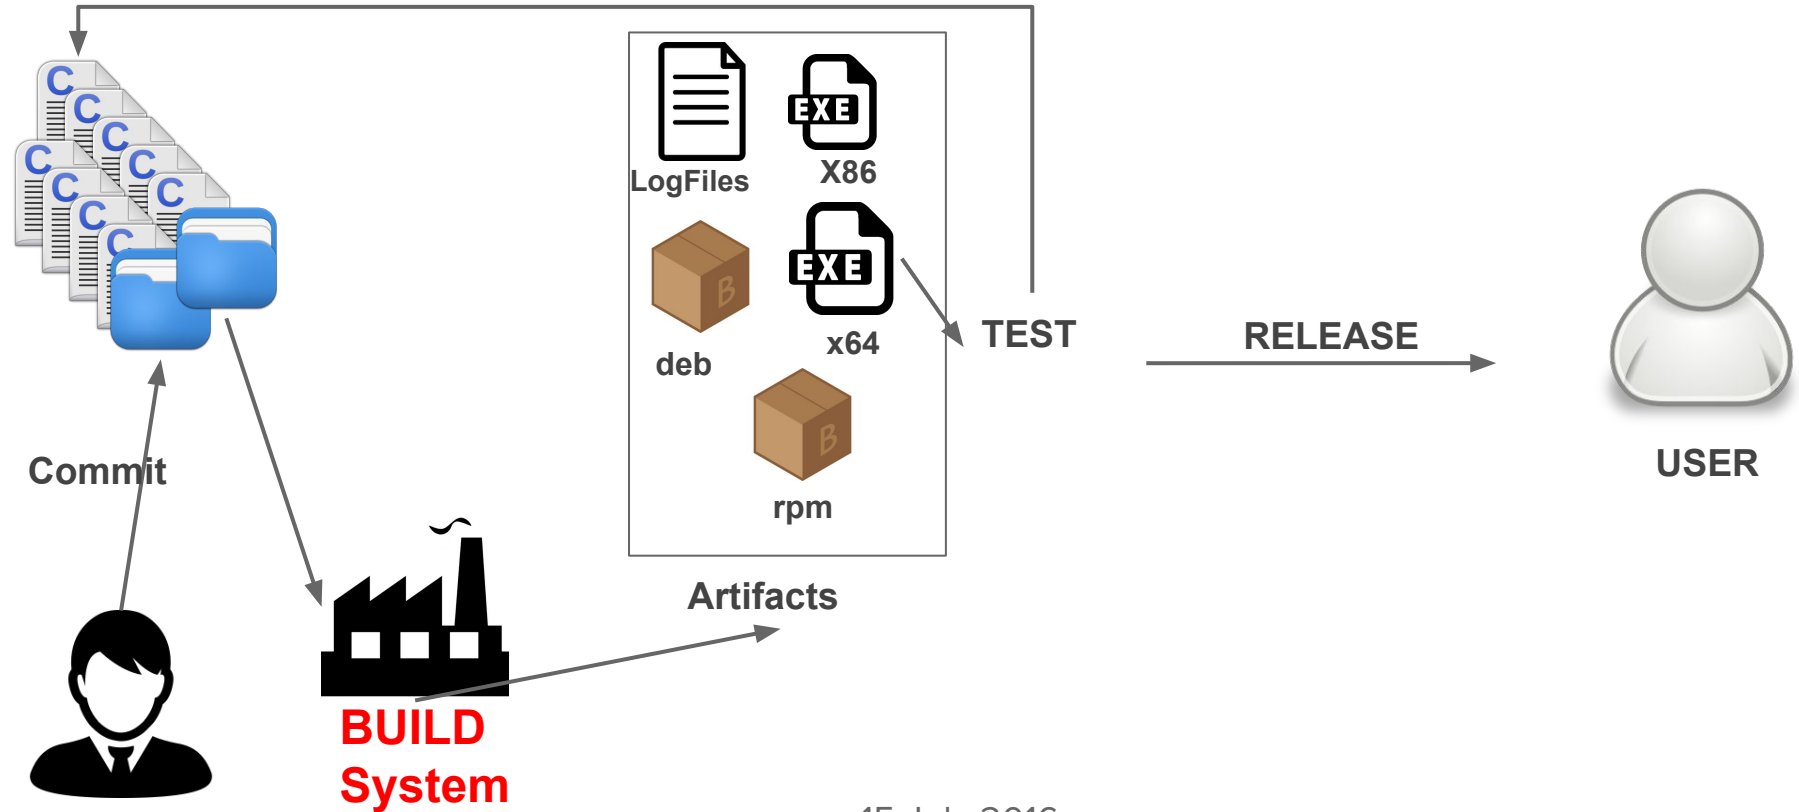 C
C
C
C
C
C
C
C
C
Commit
BUILD
System
LogFiles
EXE
X86
B
deb
EXE
x64
B
rpm
Artifacts
TEST
RELEASE
USER